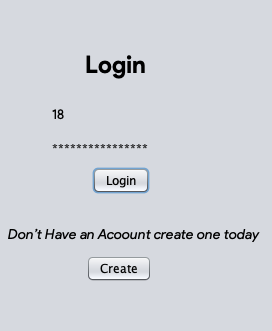 Login
18
****************
Login
Don't Have an Acoount create one today
Create